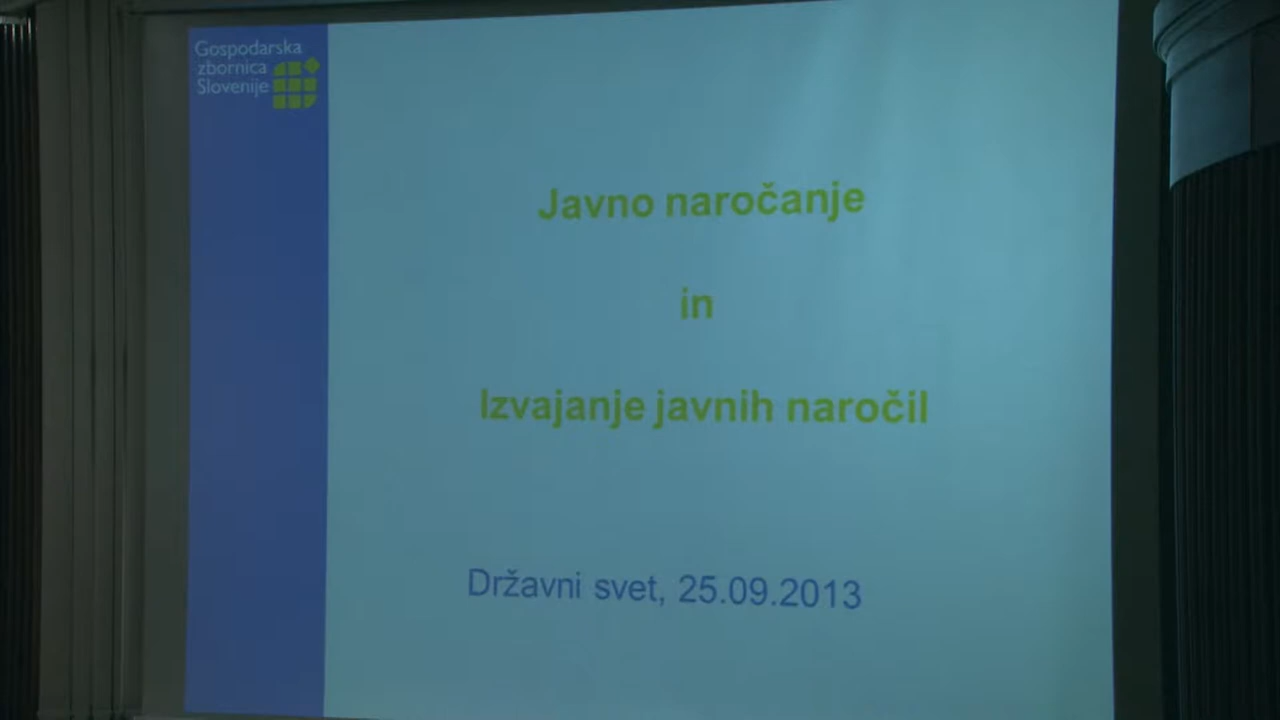 Gospodarska
zbornica
Slovenije
Javno naročanje
in
Izvajanje javnih naročil
Državni svet, 25.09.2013